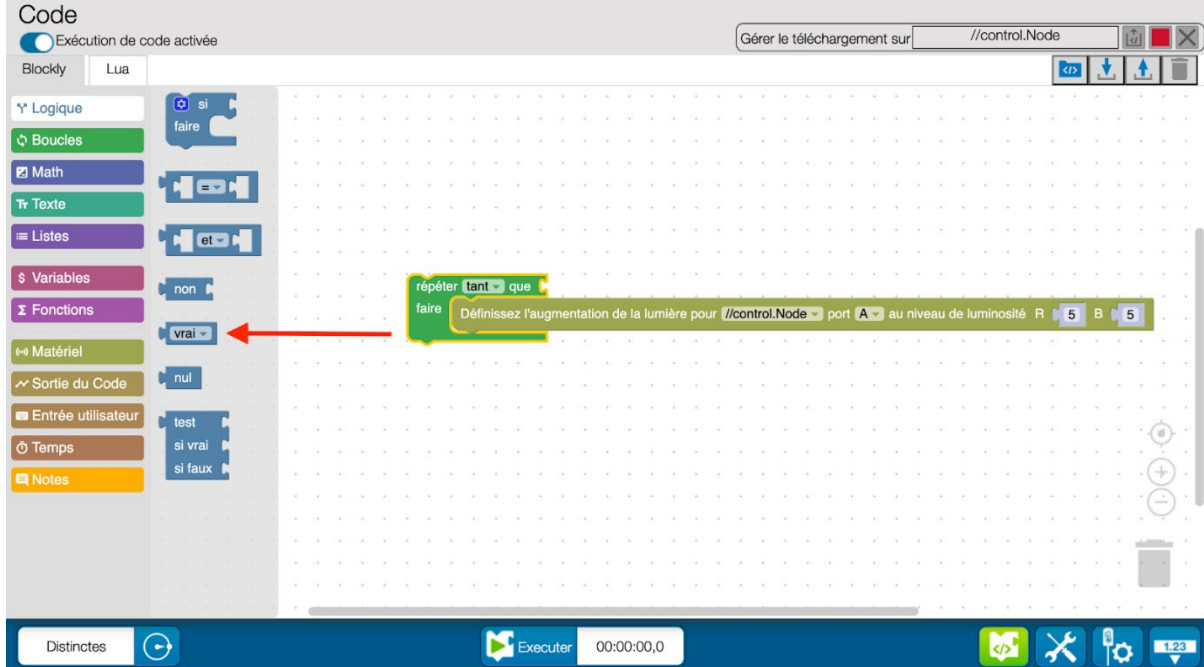 Code
Exécution de code activée
Gérer le téléchargement sur //control.Node
Blockly Lua
Logique
Boucles
Math
Texte
Listes
Variables
Fonctions
Matériel
Sortie du Code
Entrée utilisateur
Temps
Notes
si
faire
=
et
non
vrai
nul
test
si vrai
si faux
répéter tant que
faire Définissez l'augmentation de la lumière pour //control.Node port A au niveau de luminosité R 5 B 5
Distinctes Executer 00:00:00,0 1.23